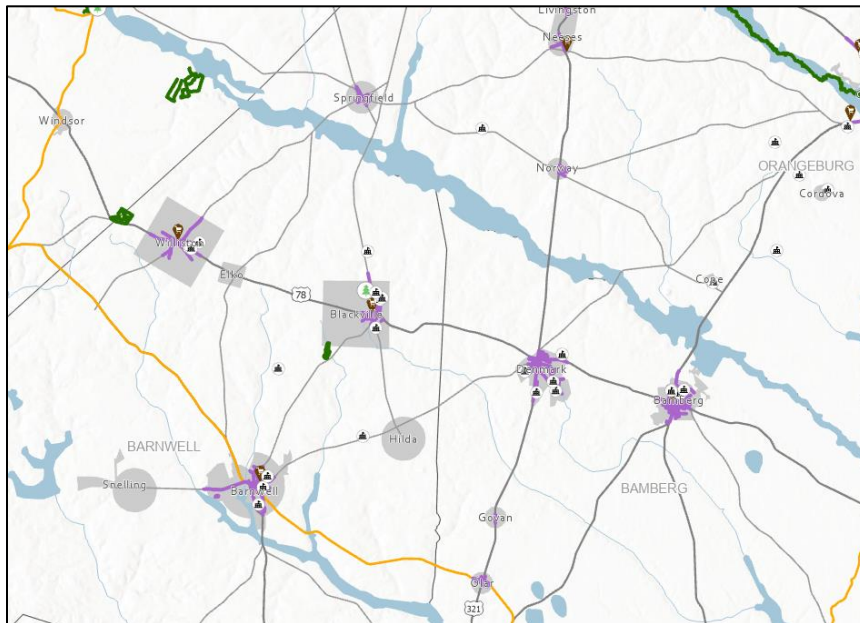 Livingston
Neeses
Springfield
Windsor
ORANGEBURG
Norway
Cordova
Williston
Elko
Cope
78
Blackville
Denmark
Bamberg
Hilda
BARNWELL
Snelling
Barnwell
BAMBERG
Govan
Olar
321